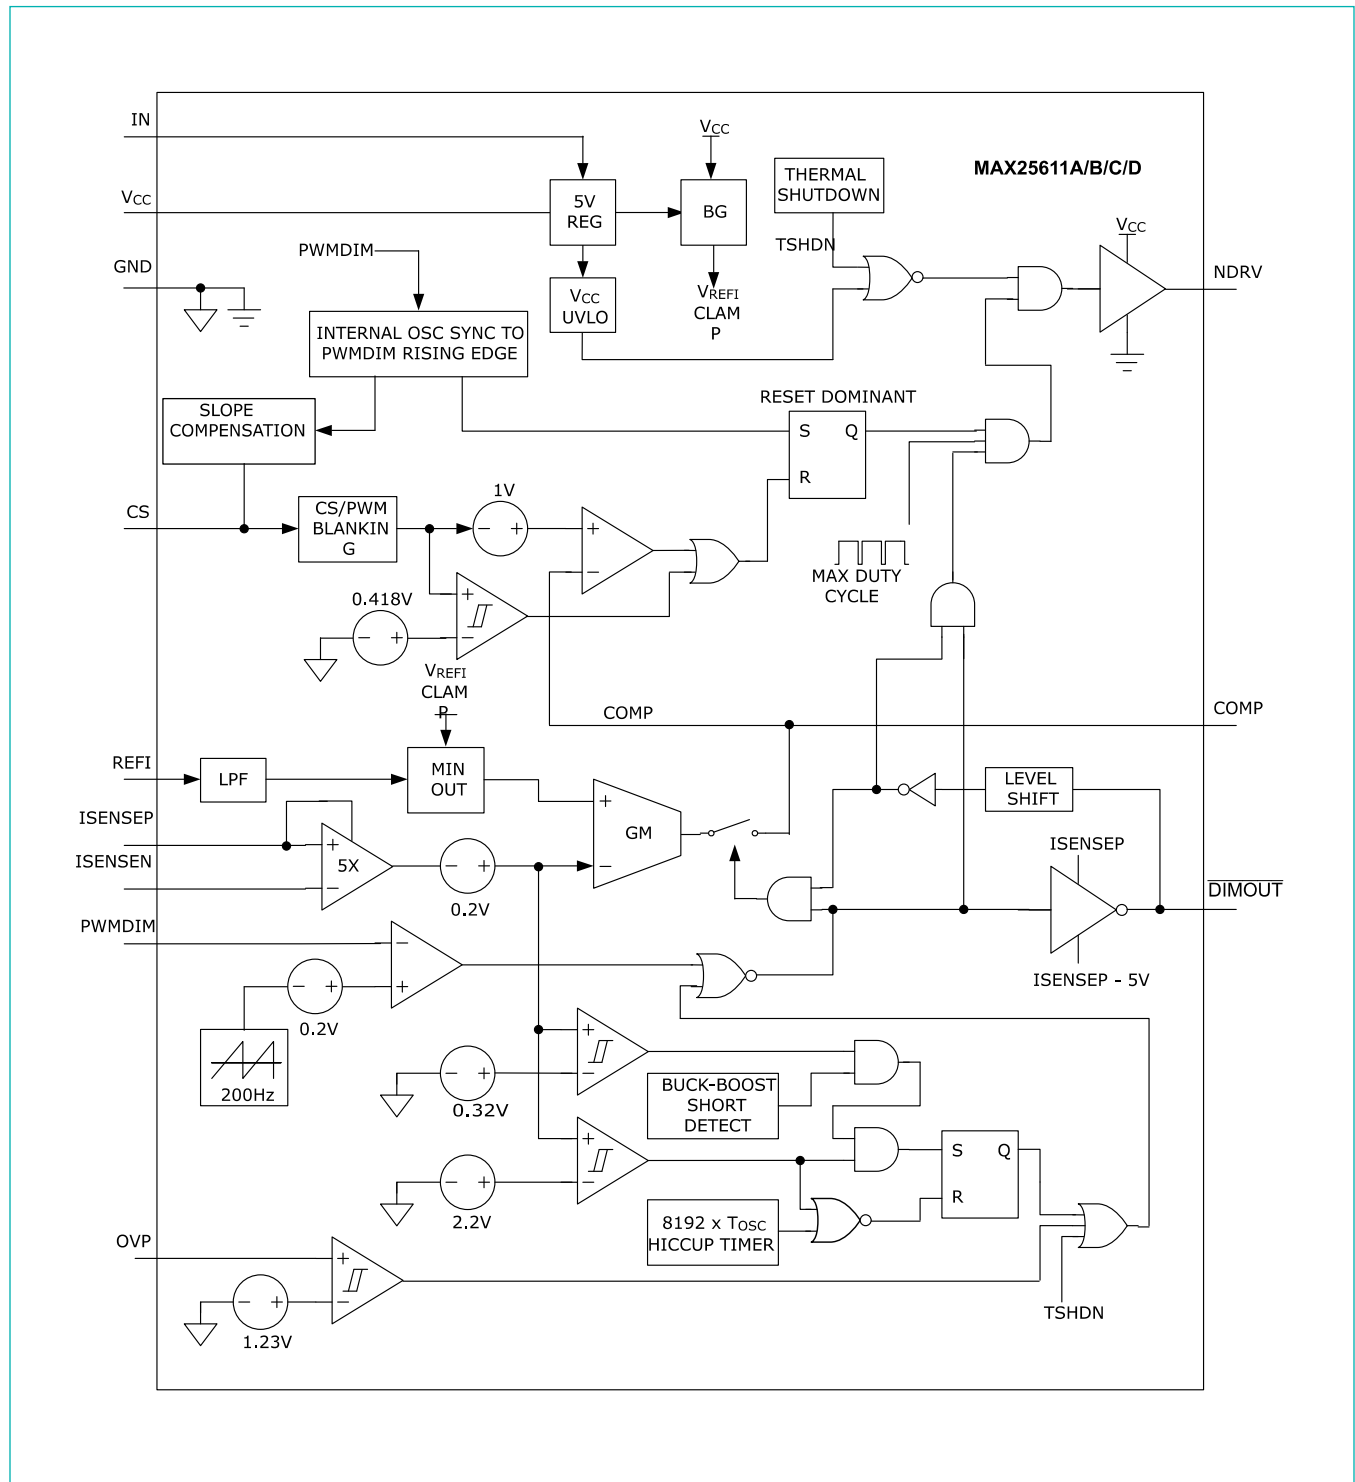 IN
VCC
THERMAL
SHUTDOWN
MAX25611A/B/C/D
VCC
5V
REG
BG
PWMDIM
TSHDN
VCC
GND
NDRV
VREFI
CLAM
P
VCC
UVLO
INTERNAL OSC SYNC TO
PWMDIM RISING EDGE
RESET DOMINANT
SLOPE
COMPENSATION
S
Q
R
1V
CS
CS/PWM
BLANKIN
G
− +
+
−
MAX DUTY
CYCLE
0.418V
+
−
− +
VREFI
CLAM
P
COMP
COMP
REFI
LPF
MIN
OUT
LEVEL
SHIFT
+
−
GM
ISENSEP
+
−
5X
ISENSEN
− +
0.2V
ISENSEP
DIMOUT
PWMDIM
−
+
ISENSEP - 5V
− +
0.2V
200Hz
+
−
− +
0.32V
BUCK-BOOST
SHORT
DETECT
+
−
− +
2.2V
S
Q
R
8192 x TOSC
HICCUP TIMER
OVP
+
−
− +
1.23V
TSHDN